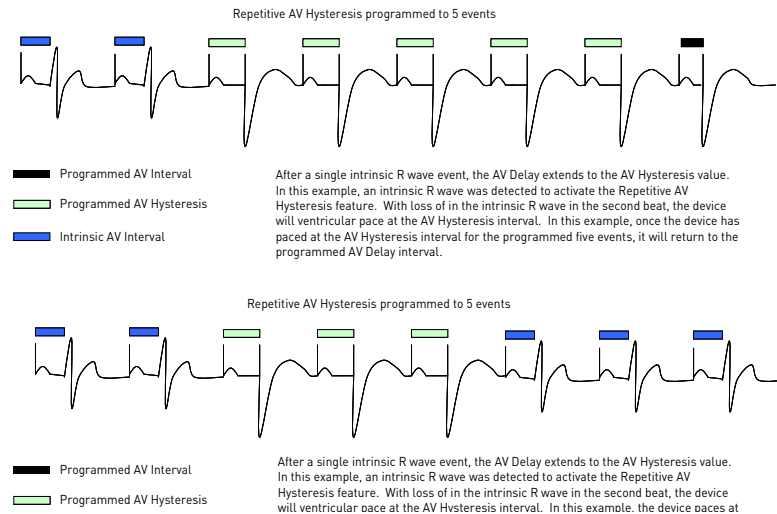 Repetitive AV Hysteresis programmed to 5 events
Programmed AV Interval
Programmed AV Hysteresis
Intrinsic AV Interval
After a single intrinsic R wave event, the AV Delay extends to the AV Hysteresis value.
In this example, an intrinsic R wave was detected to activate the Repetitive AV
Hysteresis feature. With loss of in the intrinsic R wave in the second beat, the device
will ventricular pace at the AV Hysteresis interval. In this example, once the device has
paced at the AV Hysteresis interval for the programmed five events, it will return to the
programmed AV Delay interval.
Repetitive AV Hysteresis programmed to 5 events
Programmed AV Interval
Programmed AV Hysteresis
After a single intrinsic R wave event, the AV Delay extends to the AV Hysteresis value.
In this example, an intrinsic R wave was detected to activate the Repetitive AV
Hysteresis feature. With loss of in the intrinsic R wave in the second beat, the device
will ventricular pace at the AV Hysteresis interval. In this example, the device paces at